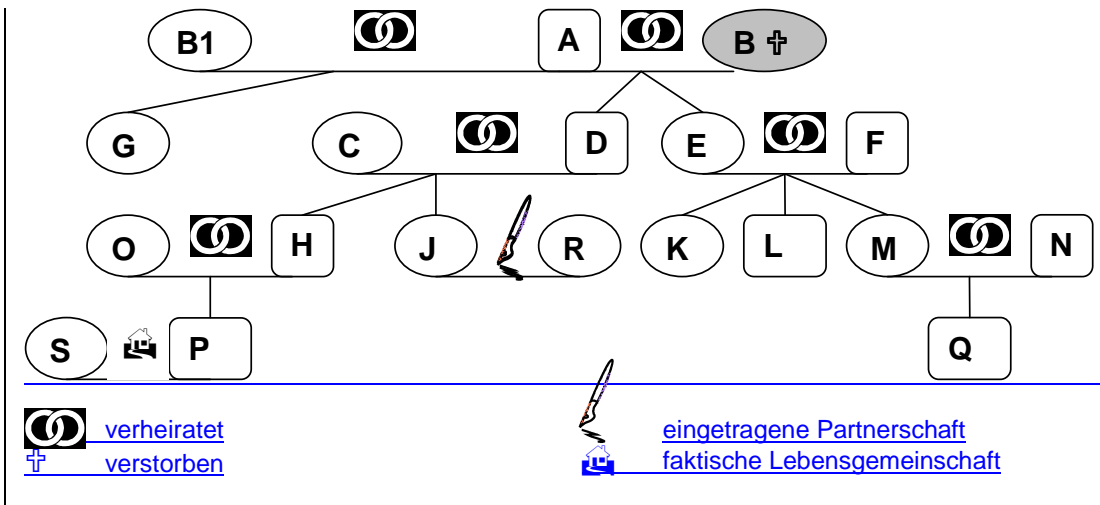 B1 A B
G C D E F
O H J R K L M N
S P Q
verheiratet eingetragene Partnerschaft
verstorben faktische Lebensgemeinschaft